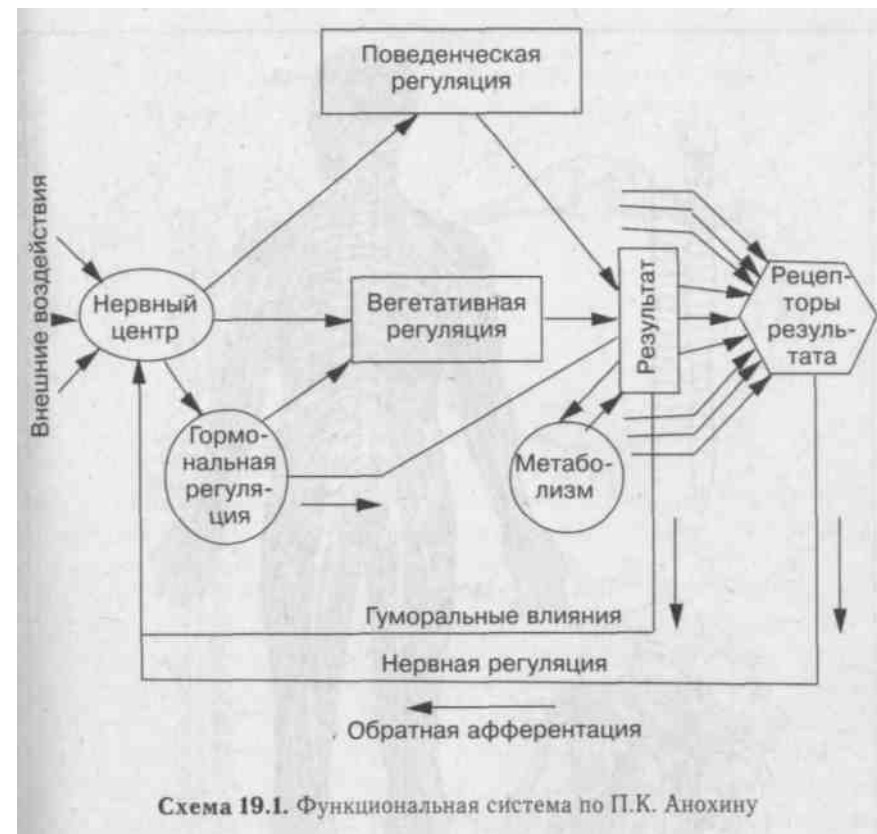 Поведенческая
регуляция
Внешние воздействия
Нервный
центр
Вегетативная
регуляция
Результат
Рецеп-
торы
резуль-
тата
Гормо-
нальная
регуля-
ция
Метабо-
лизм
Гуморальные влияния
Нервная регуляция
Обратная афферентация
Схема 19.1. Функциональная система по П.К. Анохину